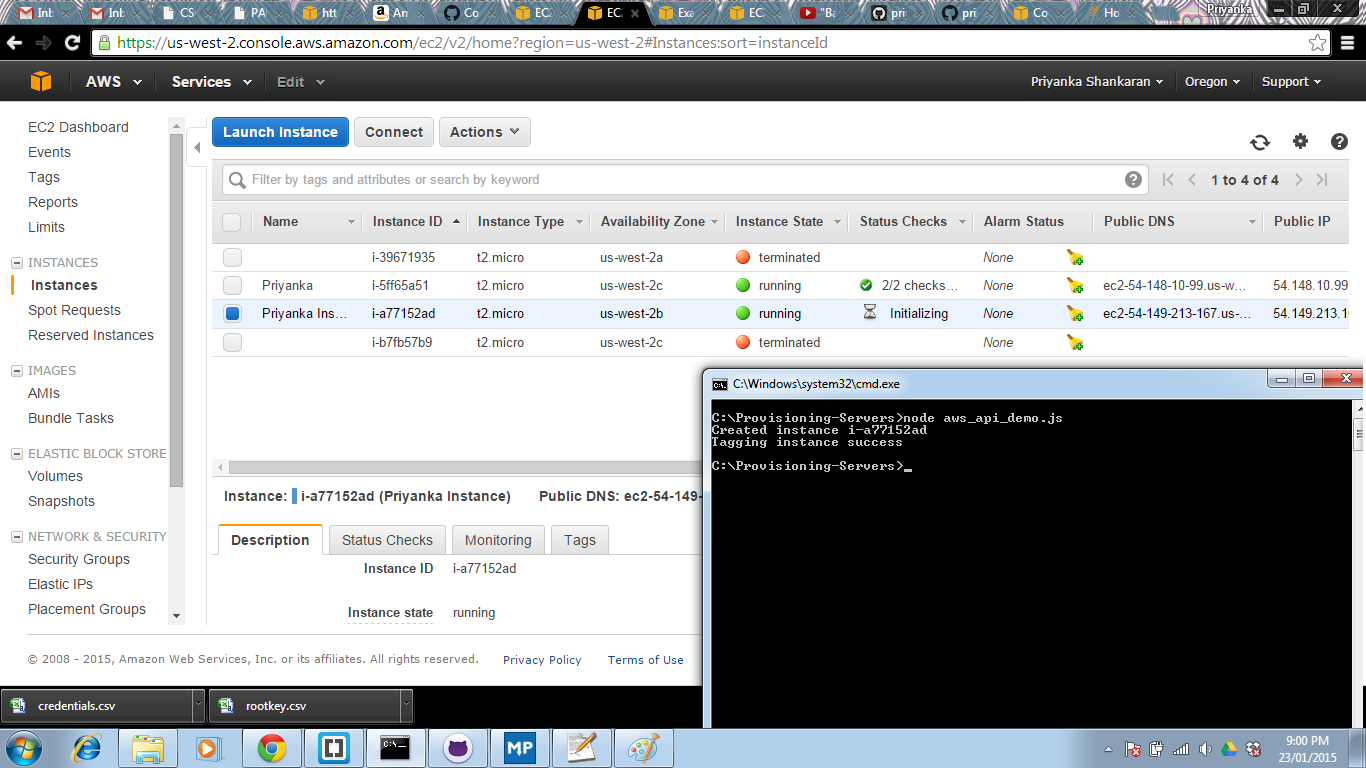 Inb
Inb
CS
PA
htt
An
Co
EC
EC
Exa
EC
"Ba
pri
pri
Co
Ho
Priyanka
https://us-west-2.console.aws.amazon.com/ec2/v2/home?region=us-west-2#Instances:sort=instanceId
AWS Services Edit Priyanka Shankaran Oregon Support
EC2 Dashboard
Events
Tags
Reports
Limits
INSTANCES
Instances
Spot Requests
Reserved Instances
IMAGES
AMIs
Bundle Tasks
ELASTIC BLOCK STORE
Volumes
Snapshots
NETWORK & SECURITY
Security Groups
Elastic IPs
Placement Groups
Launch Instance Connect Actions
Filter by tags and attributes or search by keyword
1 to 4 of 4
Name Instance ID Instance Type Availability Zone Instance State Status Checks Alarm Status Public DNS Public IP
i-39671935 t2.micro us-west-2a terminated None
Priyanka i-5ff65a51 t2.micro us-west-2c running 2/2 checks... None ec2-54-148-10-99.us-w... 54.148.10.99
Priyanka Ins... i-a77152ad t2.micro us-west-2b running Initializing None ec2-54-149-213-167.us-... 54.149.213.1
i-b7fb57b9 t2.micro us-west-2c terminated None
Instance: i-a77152ad (Priyanka Instance) Public DNS: ec2-54-149-
Description Status Checks Monitoring Tags
Instance ID i-a77152ad
Instance state running
C:\Windows\system32\cmd.exe
C:\Provisioning-Servers>node aws_api_demo.js
Created instance i-a77152ad
Tagging instance success
C:\Provisioning-Servers>_
© 2008 - 2015, Amazon Web Services, Inc. or its affiliates. All rights reserved. Privacy Policy Terms of Use
credentials.csv
rootkey.csv
MP
9:00 PM
23/01/2015